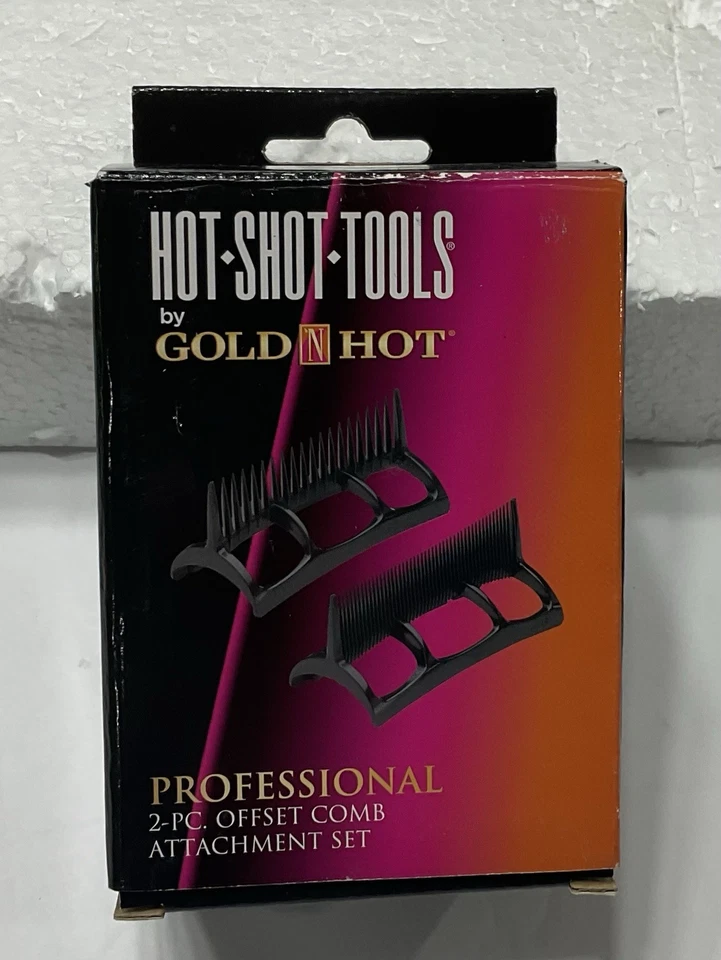 HOT·SHOT·TOOLS®
by
GOLD 'N HOT®
PROFESSIONAL
2-PC. OFFSET COMB
ATTACHMENT SET